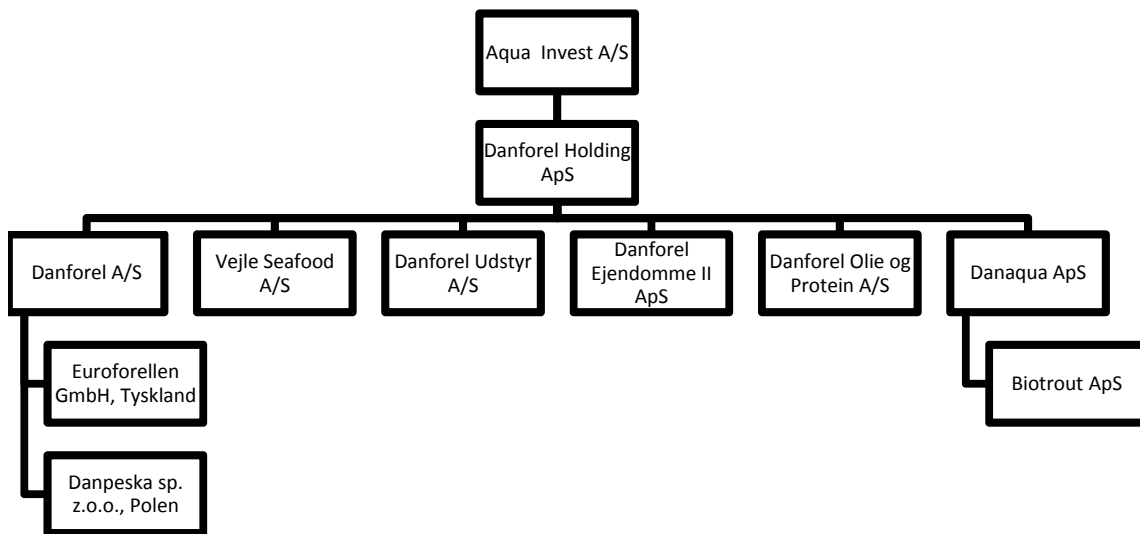 Aqua Invest A/S
Danforel Holding
ApS
Danforel A/S
Vejle Seafood
A/S
Danforel Udstyr
A/S
Danforel
Ejendomme II
ApS
Danforel Olie og
Protein A/S
Danaqua ApS
Euroforellen
GmbH, Tyskland
Biotrout ApS
Danpeska sp.
z.o.o., Polen